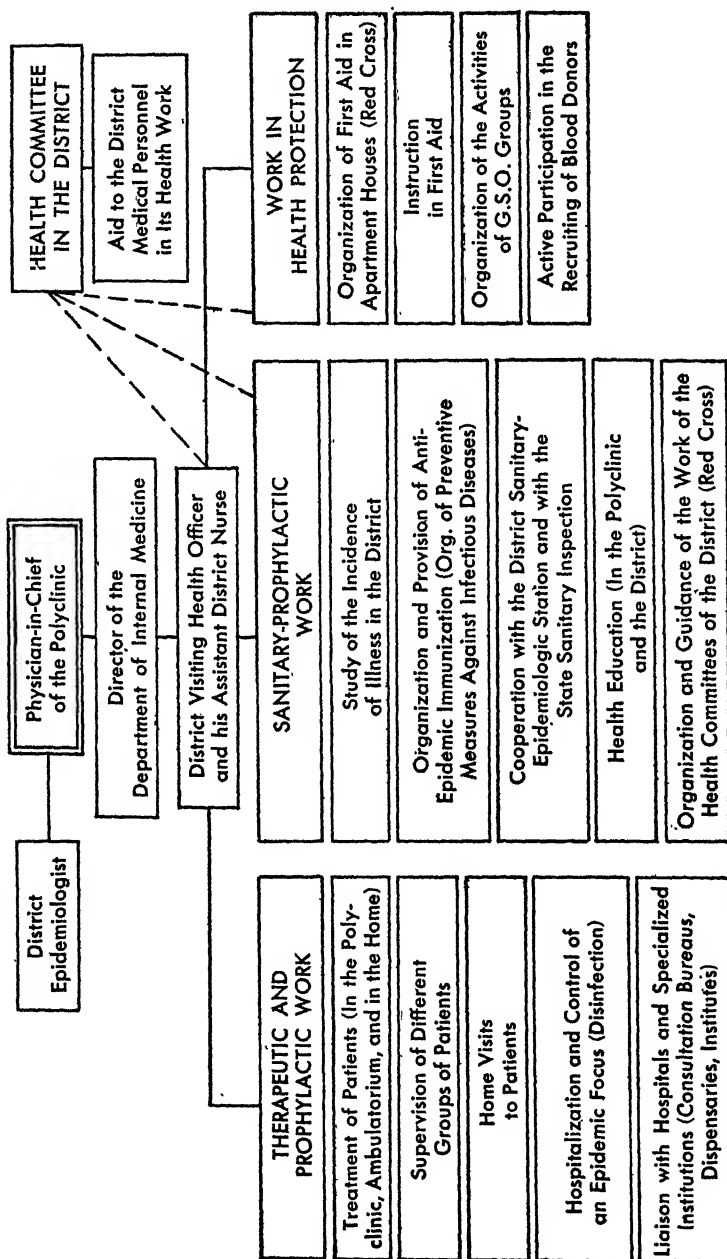 Physician-in-Chief
of the Polyclinic
District
Epidemiologist
Director of the
Department of Internal Medicine
District Visiting Health Officer
and his Assistant District Nurse
HEALTH COMMITTEE
IN THE DISTRICT
Aid to the District
Medical Personnel
in Its Health Work
THERAPEUTIC AND
PROPHYLACTIC WORK
Treatment of Patients (In the Poly-
clinic, Ambulatorium, and in the Home)
Supervision of Different
Groups of Patients
Home Visits
to Patients
Hospitalization and Control of
an Epidemic Focus (Disinfection)
Liaison with Hospitals and Specialized
Institutions (Consultation Bureaus,
Dispensaries, Institutes)
SANITARY-PROPHYLACTIC
WORK
Study of the Incidence
of Illness in the District
Organization and Provision of Anti-
Epidemic Immunization (Org. of Preventive
Measures Against Infectious Diseases)
Cooperation with the District Sanitary-
Epidemiologic Station and with the
State Sanitary Inspection
Health Education (In the Polyclinic
and the District)
Organization and Guidance of the Work of the
Health Committees of the District (Red Cross)
WORK IN
HEALTH PROTECTION
Organization of First Aid in
Apartment Houses (Red Cross)
Instruction
in First Aid
Organization of the Activities
of G.S.O. Groups
Active Participation in the
Recruiting of Blood Donors